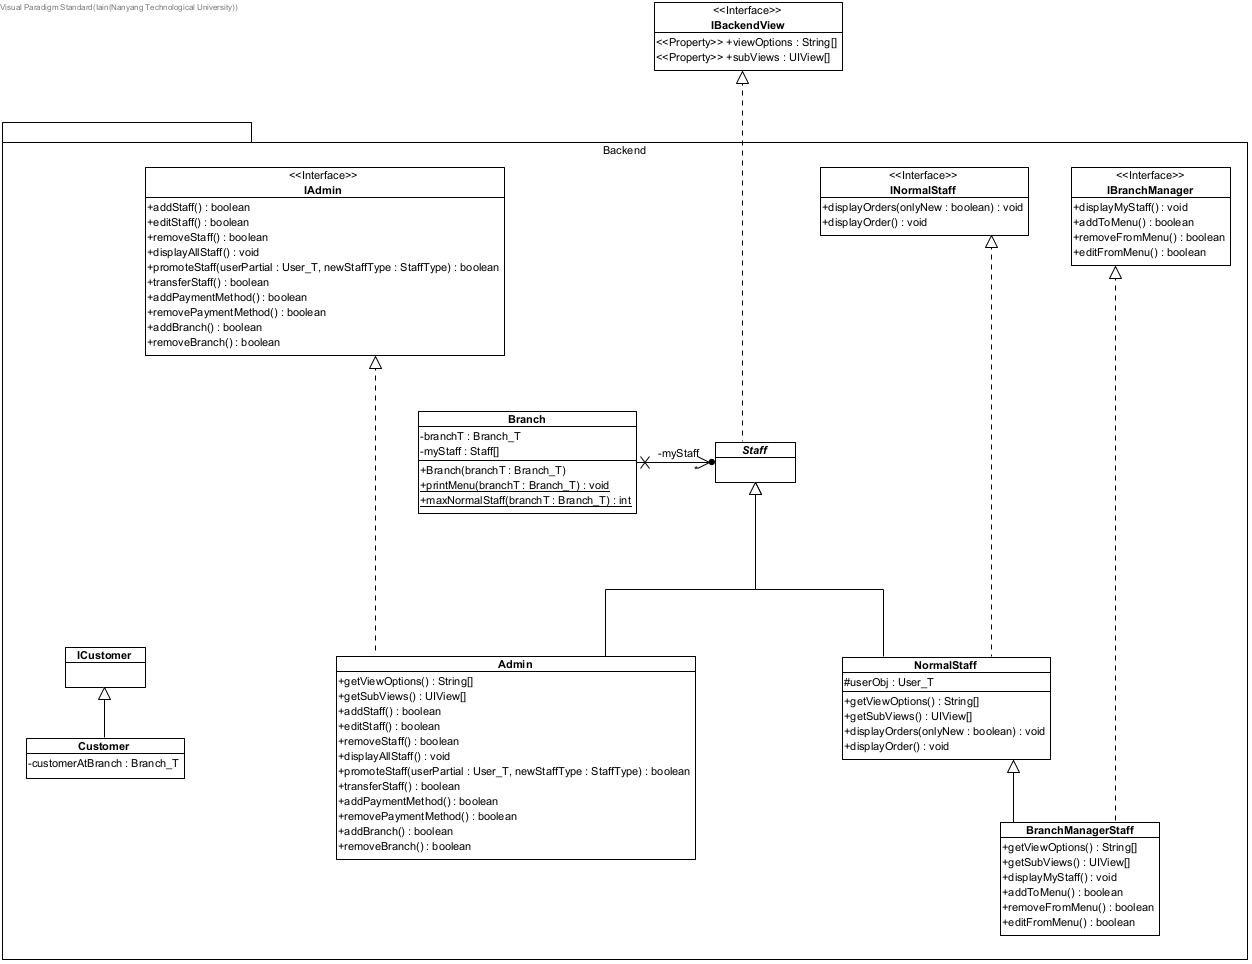 Visual Paradigm Standard(Iain(Nanyang Technological University))
<<Interface>>
IBackendView
<<Property>> +viewOptions : String[]
<<Property>> +subViews : UIView[]
Backend
<<Interface>>
IAdmin
+addStaff() : boolean
+editStaff() : boolean
+removeStaff() : boolean
+displayAllStaff() : void
+promoteStaff(userPartial : User_T, newStaffType : StaffType) : boolean
+transferStaff() : boolean
+addPaymentMethod() : boolean
+removePaymentMethod() : boolean
+addBranch() : boolean
+removeBranch() : boolean
<<Interface>>
INormalStaff
+displayOrders(onlyNew : boolean) : void
+displayOrder() : void
<<Interface>>
IBranchManager
+displayMyStaff() : void
+addToMenu() : boolean
+removeFromMenu() : boolean
+editFromMenu() : boolean
Branch
-branchT : Branch_T
-myStaff : Staff[]
+Branch(branchT : Branch_T)
+printMenu(branchT : Branch_T) : void
+maxNormalStaff(branchT : Branch_T) : int
-myStaff
*
Staff
ICustomer
Customer
-customerAtBranch : Branch_T
Admin
+getViewOptions() : String[]
+getSubViews() : UIView[]
+addStaff() : boolean
+editStaff() : boolean
+removeStaff() : boolean
+displayAllStaff() : void
+promoteStaff(userPartial : User_T, newStaffType : StaffType) : boolean
+transferStaff() : boolean
+addPaymentMethod() : boolean
+removePaymentMethod() : boolean
+addBranch() : boolean
+removeBranch() : boolean
NormalStaff
#userObj : User_T
+getViewOptions() : String[]
+getSubViews() : UIView[]
+displayOrders(onlyNew : boolean) : void
+displayOrder() : void
BranchManagerStaff
+getViewOptions() : String[]
+getSubViews() : UIView[]
+displayMyStaff() : void
+addToMenu() : boolean
+removeFromMenu() : boolean
+editFromMenu() : boolean